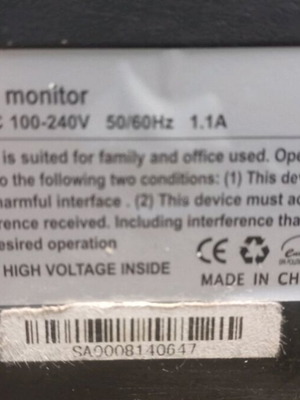 monitor
100-240V 50/60Hz 1.1A
is suited for family and office used. Ope
o the following two conditions: (1) This dev
harmful interface . (2) This device must ac
rence received. Including interference tha
esired operation
CE
HIGH VOLTAGE INSIDE
MADE IN CH
SA0008140647